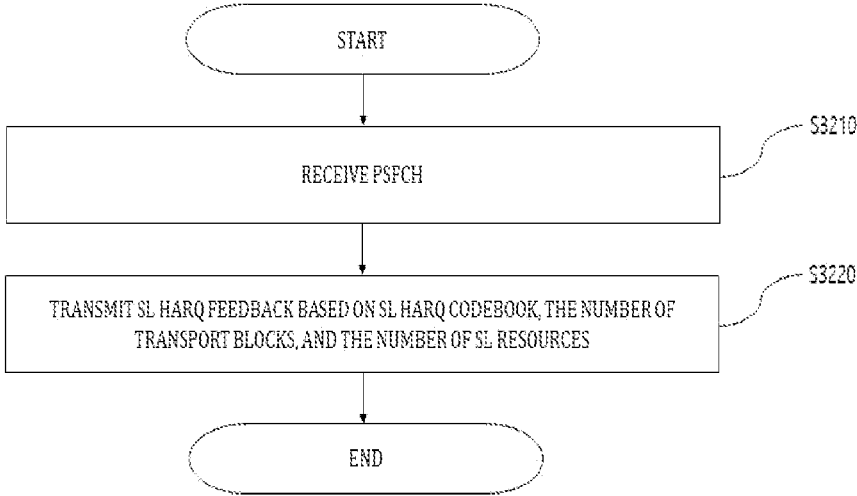 START
S3210
RECEIVE PSFCH
S3220
TRANSMIT SL HARQ FEEDBACK BASED ON SL HARQ CODEBOOK, THE NUMBER OF
TRANSPORT BLOCKS, AND THE NUMBER OF SL RESOURCES
END